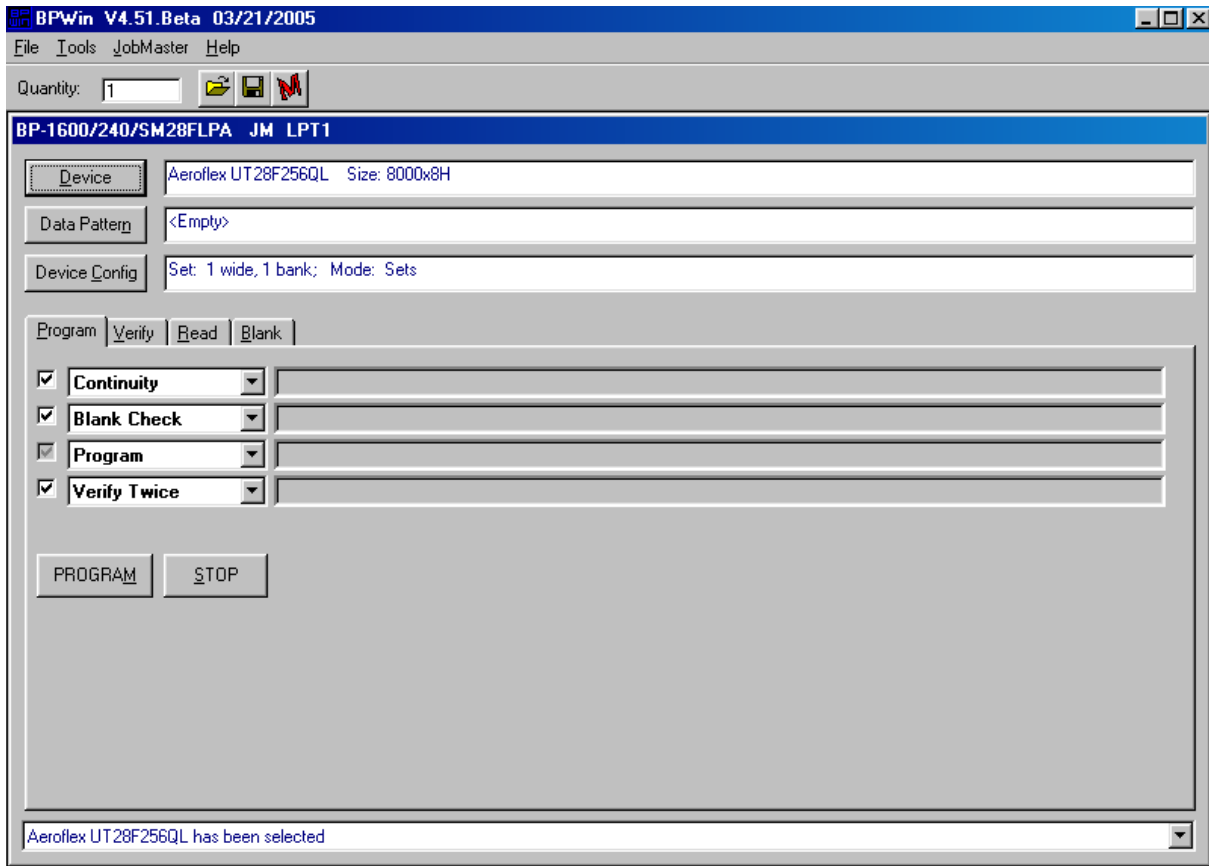 BPWin V4.51.Beta 03/21/2005
File Tools JobMaster Help
Quantity: 1
BP-1600/240/SM28FLPA JM LPT1
Device Aeroflex UT28F256QL Size: 8000x8H
Data Pattern <Empty>
Device Config Set: 1 wide, 1 bank; Mode: Sets
Program Verify Read Blank
Continuity
Blank Check
Program
Verify Twice
PROGRAM STOP
Aeroflex UT28F256QL has been selected